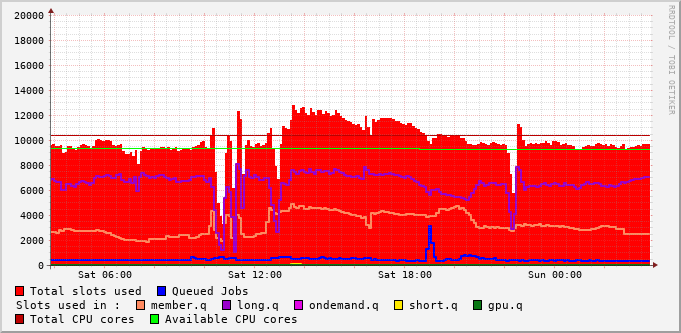 20000
18000
16000
14000
12000
10000
8000
6000
4000
2000
0
Sat 06:00 Sat 12:00 Sat 18:00 Sun 00:00
RRDTOOL / TOBI OETIKER
Total slots used Queued Jobs
Slots used in : member.q long.q ondemand.q short.q gpu.q
Total CPU cores Available CPU cores